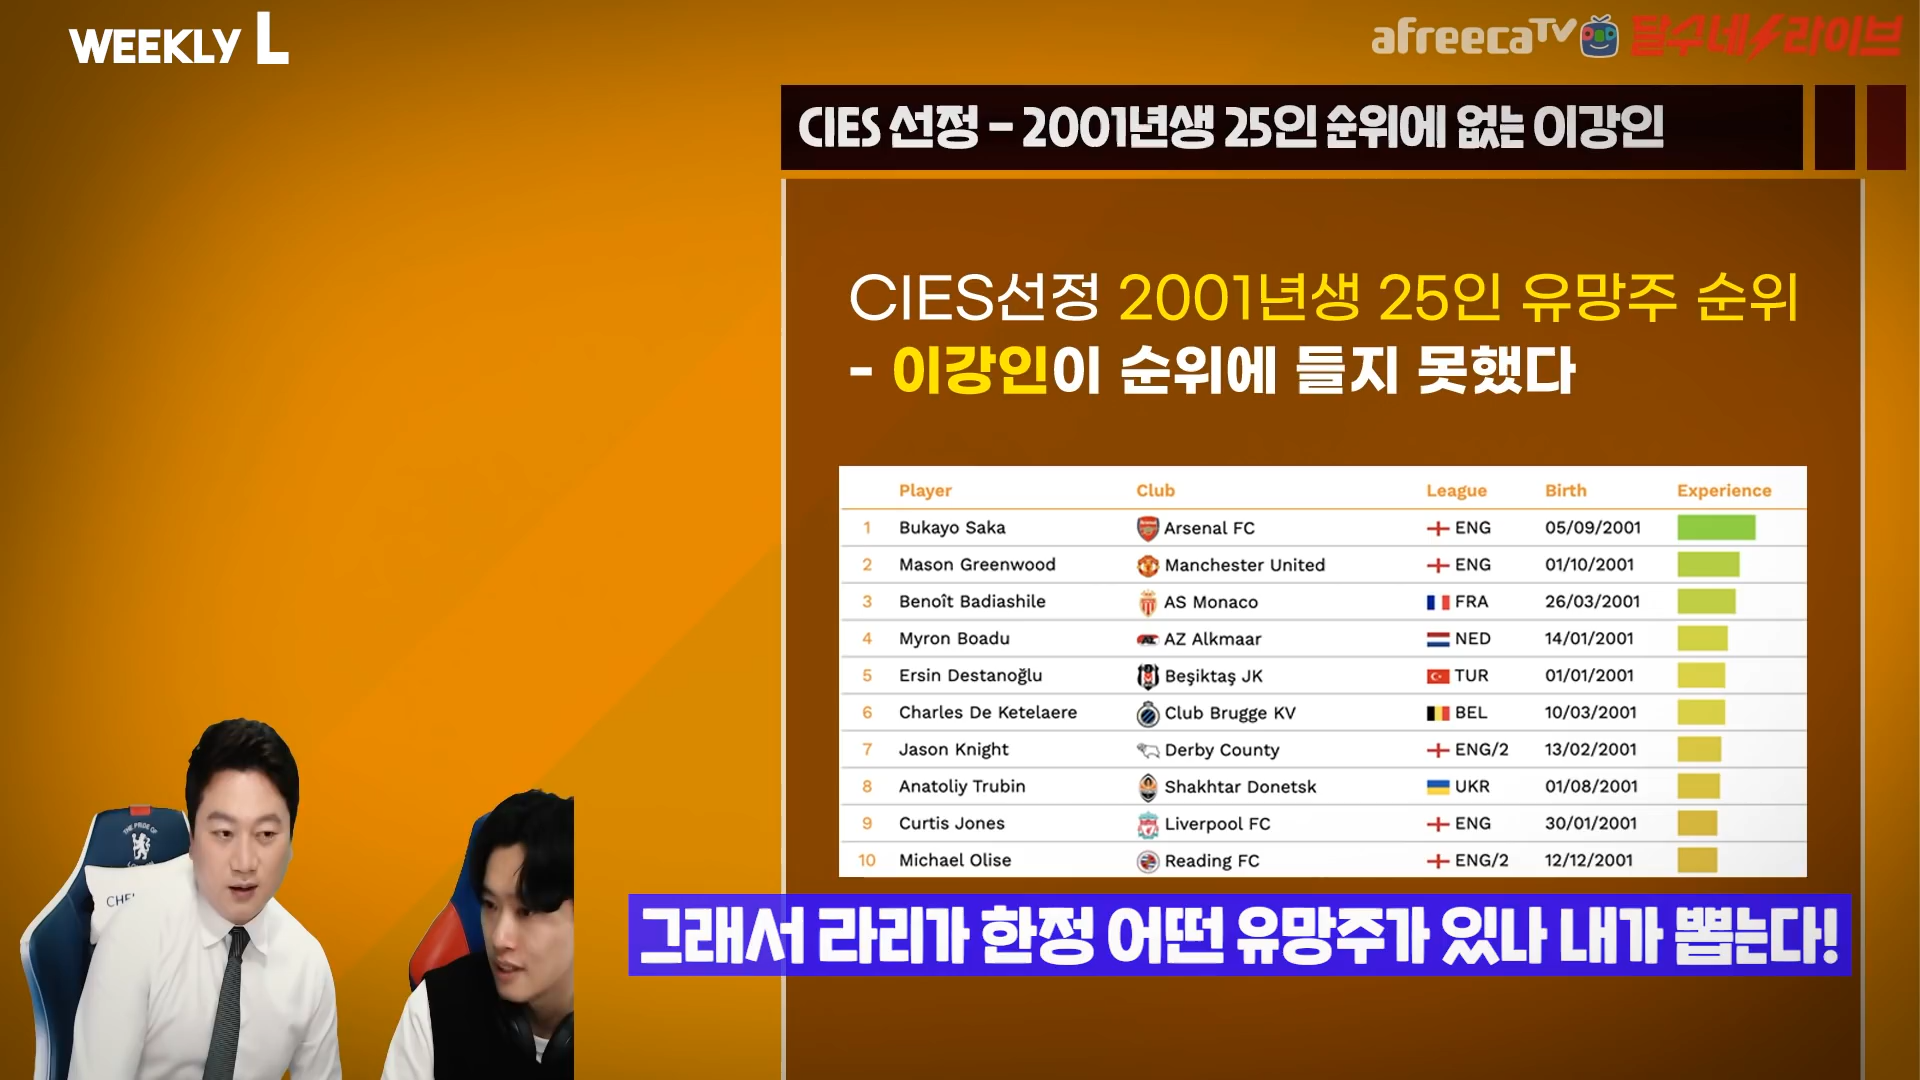 WEEKLY L
afreecaTV 달수네라이브
CIES 선정 - 2001년생 25인 순위에 없는 이강인
CIES선정 2001년생 25인 유망주 순위
- 이강인이 순위에 들지 못했다
Player Club League Birth Experience
1 Bukayo Saka Arsenal FC ENG 05/09/2001
2 Mason Greenwood Manchester United ENG 01/10/2001
3 Benoît Badiashile AS Monaco FRA 26/03/2001
4 Myron Boadu AZ Alkmaar NED 14/01/2001
5 Ersin Destanoğlu Beşiktaş JK TUR 01/01/2001
6 Charles De Ketelaere Club Brugge KV BEL 10/03/2001
7 Jason Knight Derby County ENG/2 13/02/2001
8 Anatoliy Trubin Shakhtar Donetsk UKR 01/08/2001
9 Curtis Jones Liverpool FC ENG 30/01/2001
10 Michael Olise Reading FC ENG/2 12/12/2001
THE PRIDE OF
그래서 라리가 한정 어떤 유망주가 있나 내가 뽑는다!